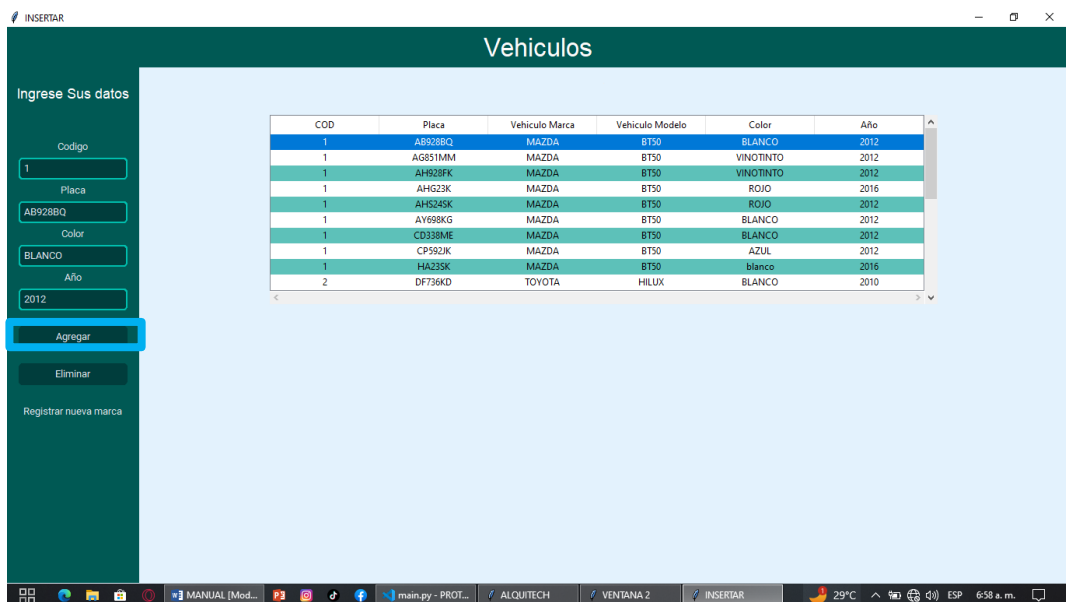 INSERTAR
Vehiculos
Ingrese Sus datos
Codigo
1
Placa
AB928BQ
Color
BLANCO
Año
2012
Agregar
Eliminar
Registrar nueva marca
COD Placa Vehiculo Marca Vehiculo Modelo Color Año
1 AB928BQ MAZDA BT50 BLANCO 2012
1 AG851MM MAZDA BT50 VINOTINTO 2012
1 AH928FK MAZDA BT50 VINOTINTO 2012
1 AHG23K MAZDA BT50 ROJO 2016
1 AHS24SK MAZDA BT50 ROJO 2012
1 AY698KG MAZDA BT50 BLANCO 2012
1 CD338ME MAZDA BT50 BLANCO 2012
1 CP592JK MAZDA BT50 AZUL 2012
1 HA23SK MAZDA BT50 blanco 2016
2 DF736KD TOYOTA HILUX BLANCO 2010
MANUAL [Mod... main.py - PROT... ALQUITECH VENTANA 2 INSERTAR 29°C ESP 6:58 a. m.